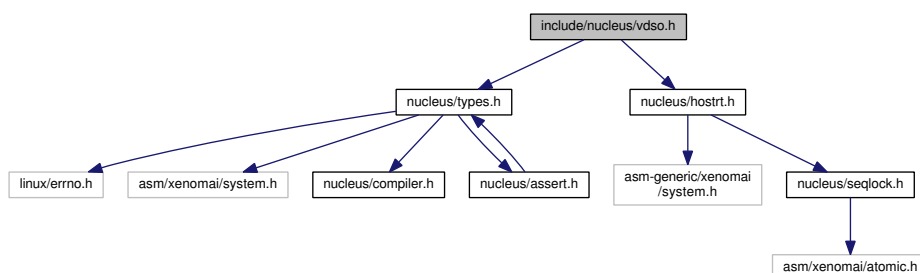 include/nucleus/vdso.h
nucleus/types.h
nucleus/hostrt.h
linux/errno.h
asm/xenomai/system.h
nucleus/compiler.h
nucleus/assert.h
asm-generic/xenomai
/system.h
nucleus/seqlock.h
asm/xenomai/atomic.h